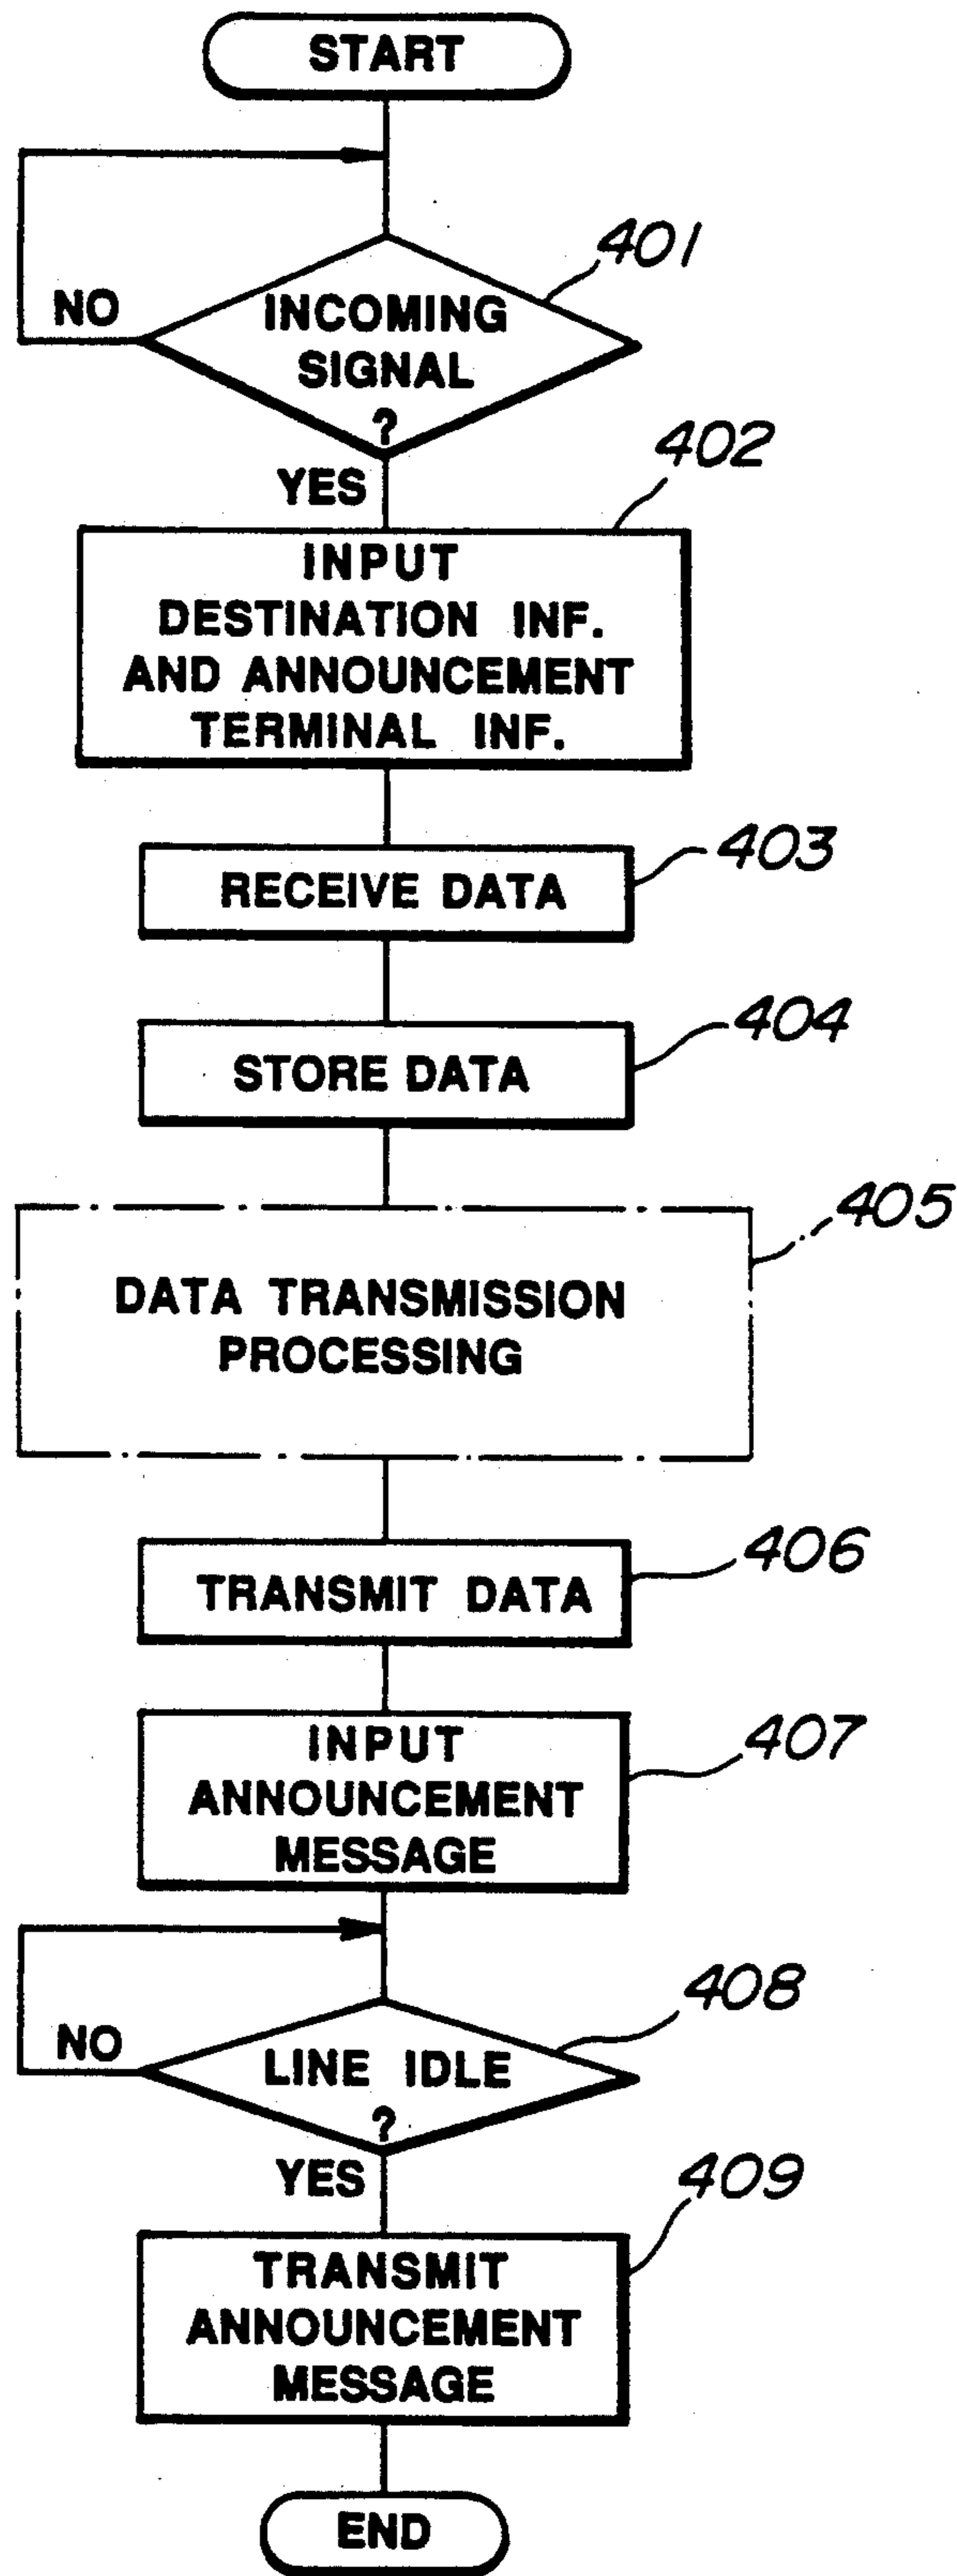 START
401
NO
INCOMING
SIGNAL
?
402
YES
INPUT
DESTINATION INF.
AND ANNOUNCEMENT
TERMINAL INF.
403
RECEIVE DATA
404
STORE DATA
405
DATA TRANSMISSION
PROCESSING
406
TRANSMIT DATA
407
INPUT
ANNOUNCEMENT
MESSAGE
408
NO
LINE IDLE
?
YES
409
TRANSMIT
ANNOUNCEMENT
MESSAGE
END